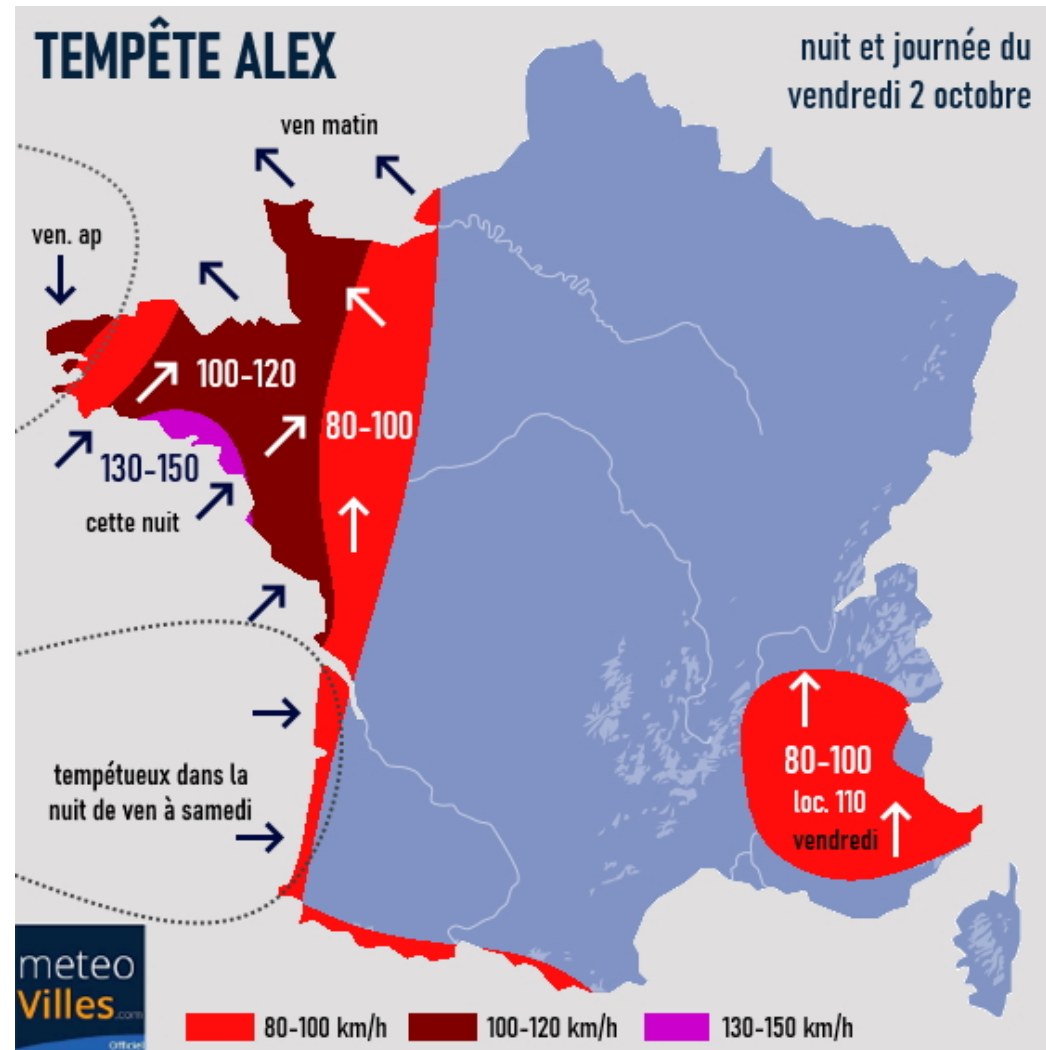 TEMPÊTE ALEX
nuit et journée du
vendredi 2 octobre
ven matin
ven. ap
100-120
80-100
130-150
cette nuit
tempétueux dans la
nuit de ven à samedi
80-100
loc. 110
vendredi
meteo
Villes.com
Officiel
80-100 km/h
100-120 km/h
130-150 km/h